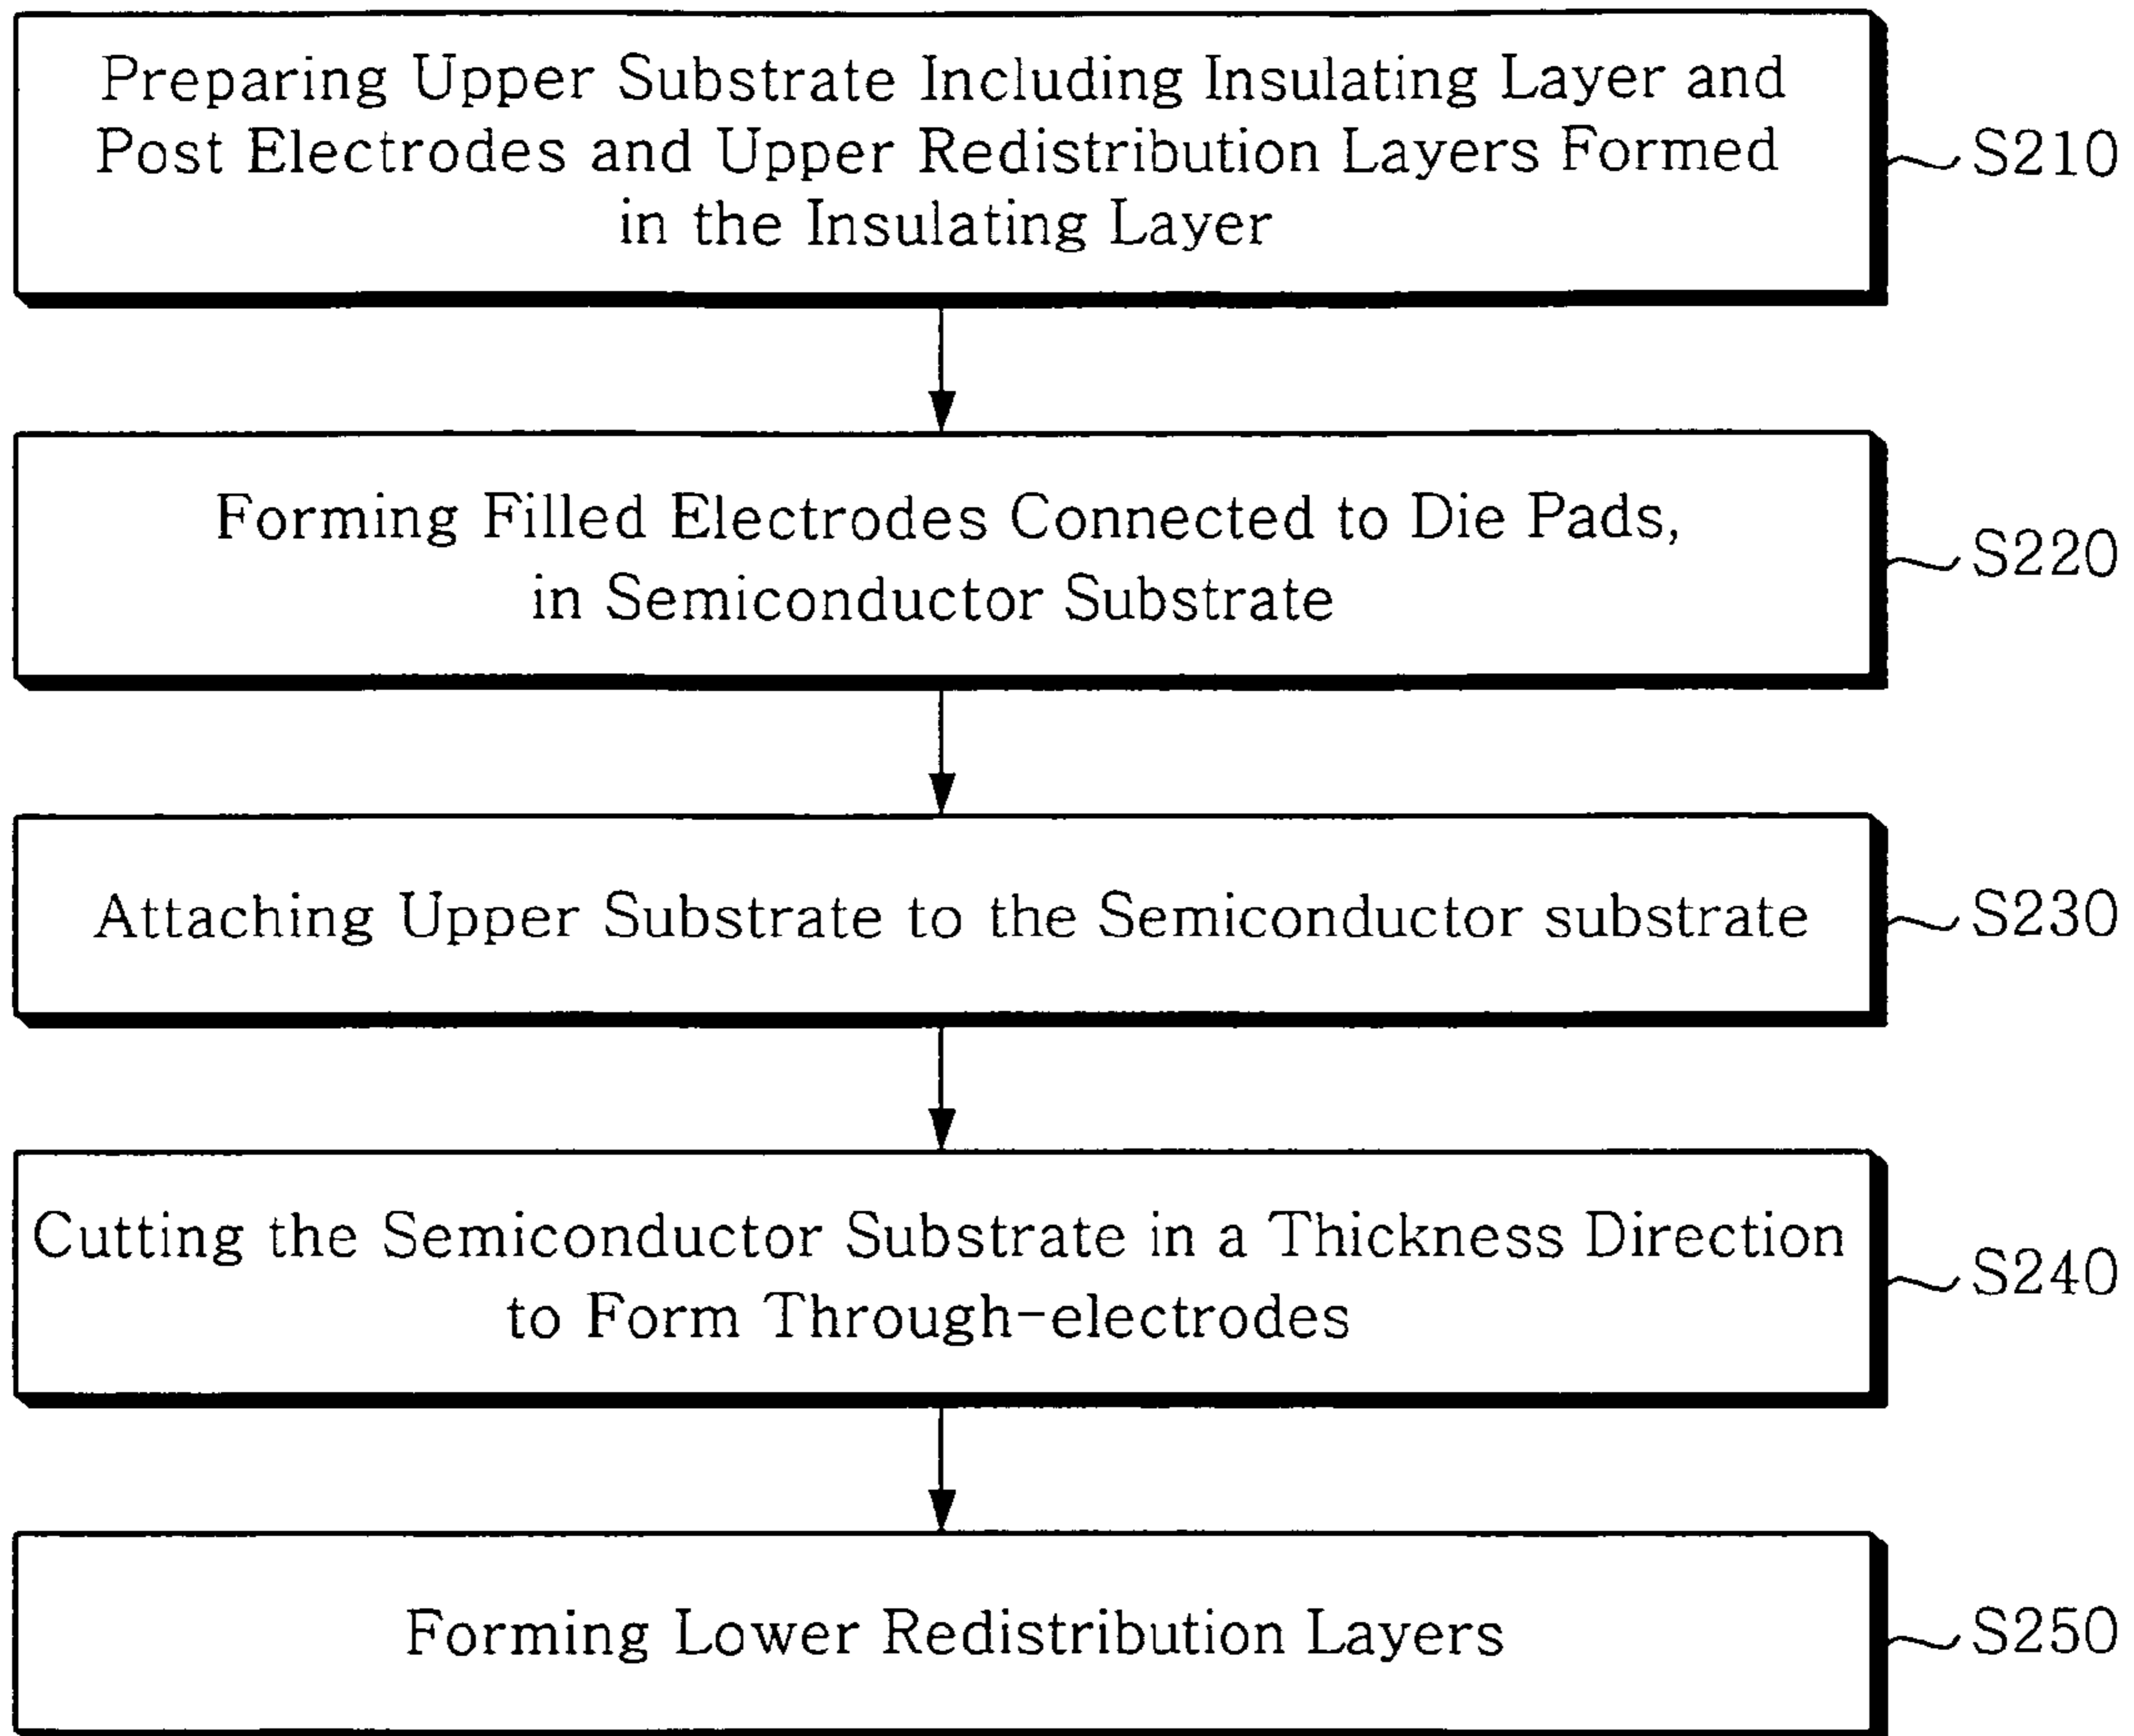 Preparing Upper Substrate Including Insulating Layer and
Post Electrodes and Upper Redistribution Layers Formed
in the Insulating Layer
S210
Forming Filled Electrodes Connected to Die Pads,
in Semiconductor Substrate
S220
Attaching Upper Substrate to the Semiconductor substrate
S230
Cutting the Semiconductor Substrate in a Thickness Direction
to Form Through-electrodes
S240
Forming Lower Redistribution Layers
S250